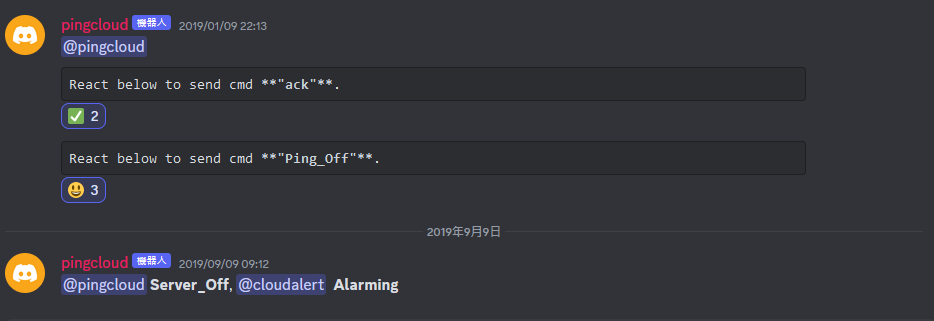 pingcloud 機器人 2019/01/09 22:13
@pingcloud
React below to send cmd **"ack"**.
✅ 2
React below to send cmd **"Ping_Off"**.
😃 3
2019年9月9日
pingcloud 機器人 2019/09/09 09:12
@pingcloud Server_Off, @cloudalert Alarming